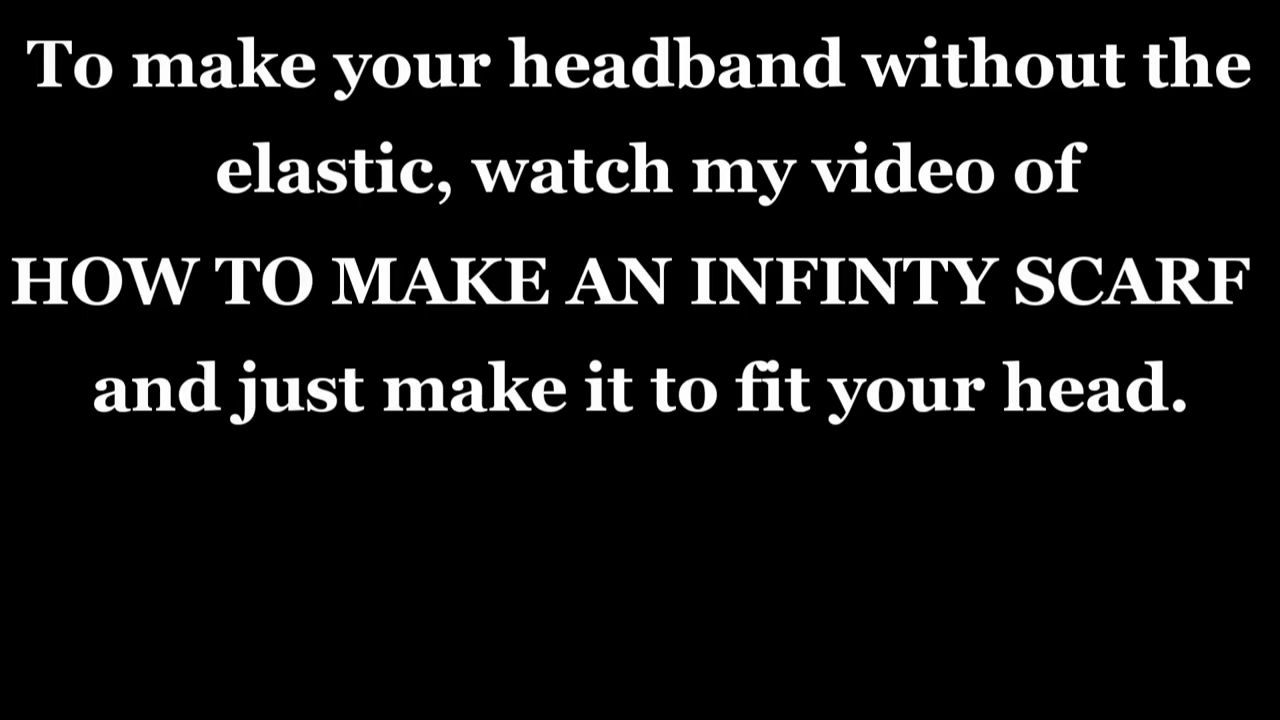 To make your headband without the
elastic, watch my video of
HOW TO MAKE AN INFINTY SCARF
and just make it to fit your head.